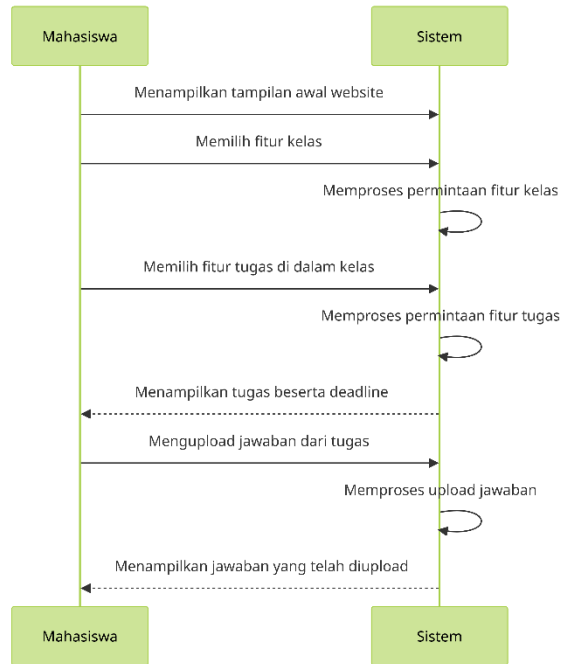 Mahasiswa
Sistem
Menampilkan tampilan awal website
Memilih fitur kelas
Memproses permintaan fitur kelas
Memilih fitur tugas di dalam kelas
Memproses permintaan fitur tugas
Menampilkan tugas beserta deadline
Mengupload jawaban dari tugas
Memproses upload jawaban
Menampilkan jawaban yang telah diupload
Mahasiswa
Sistem